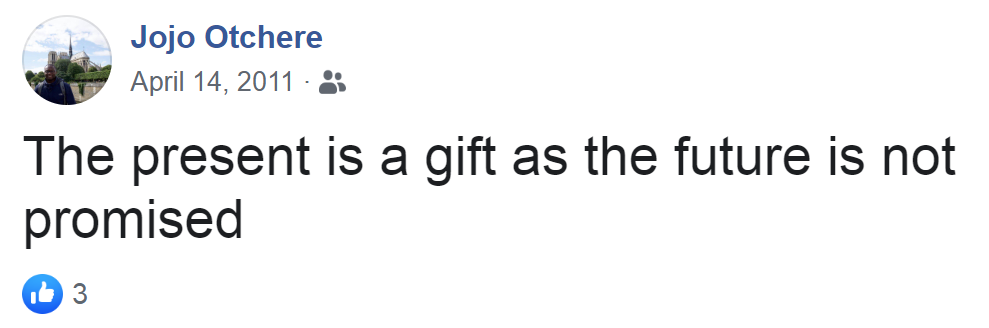 Jojo Otchere
April 14, 2011 ·
The present is a gift as the future is not
promised
3